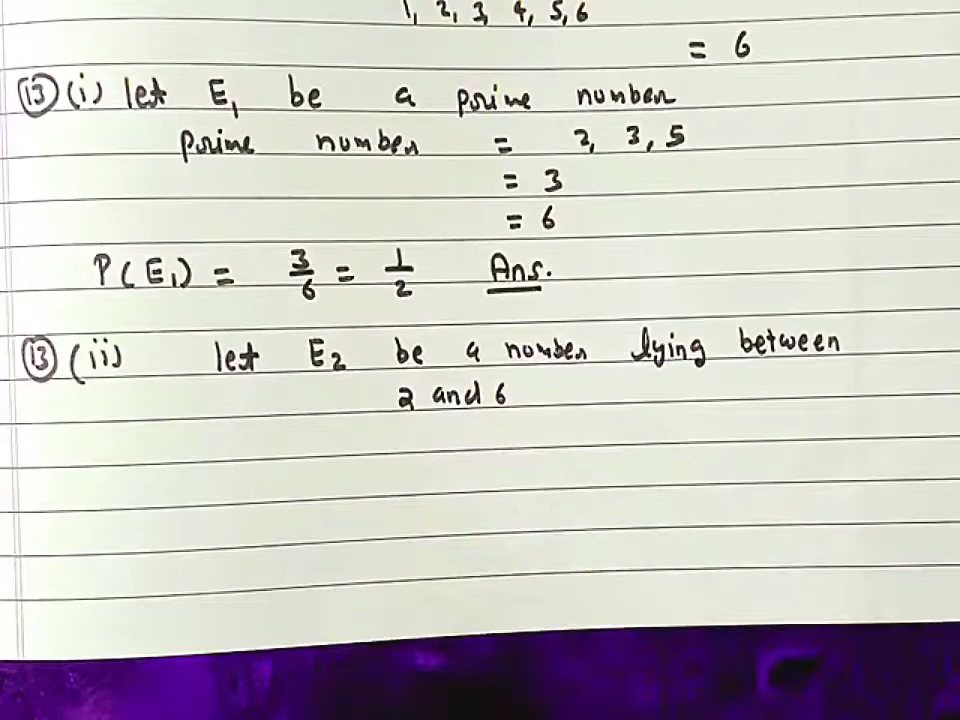 1, 2, 3, 4, 5, 6
= 6
13 (i) let E₁ be a prime number
prime number = 2, 3, 5
= 3
= 6
P(E₁) = 3/6 = 1/2 Ans.
13 (ii) let E2 be a number lying between
2 and 6